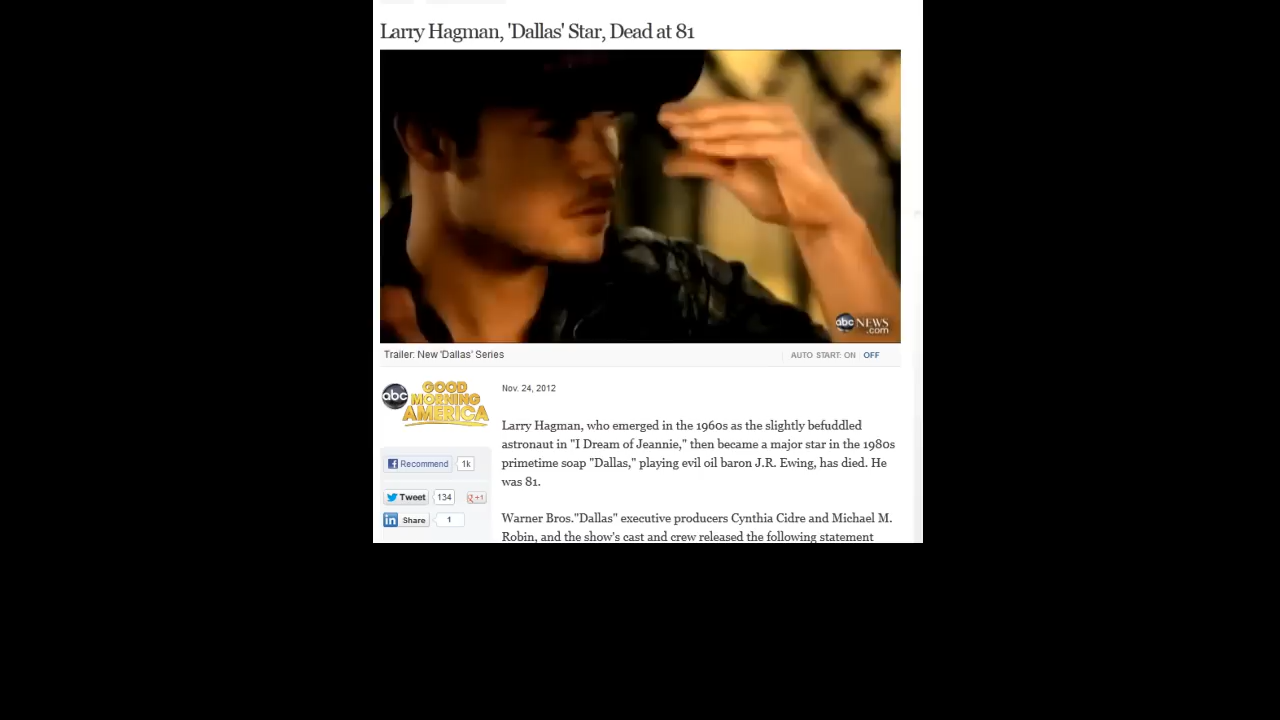 Larry Hagman, 'Dallas' Star, Dead at 81
abc NEWS
.com
Trailer: New 'Dallas' Series
AUTO START: ON | OFF
abc GOOD
MORNING
AMERICA
Nov. 24, 2012
Larry Hagman, who emerged in the 1960s as the slightly befuddled
astronaut in "I Dream of Jeannie," then became a major star in the 1980s
primetime soap "Dallas," playing evil oil baron J.R. Ewing, has died. He
was 81.
Recommend 1k
Tweet 134 g +1
in Share 1
Warner Bros."Dallas" executive producers Cynthia Cidre and Michael M.
Robin, and the show's cast and crew released the following statement